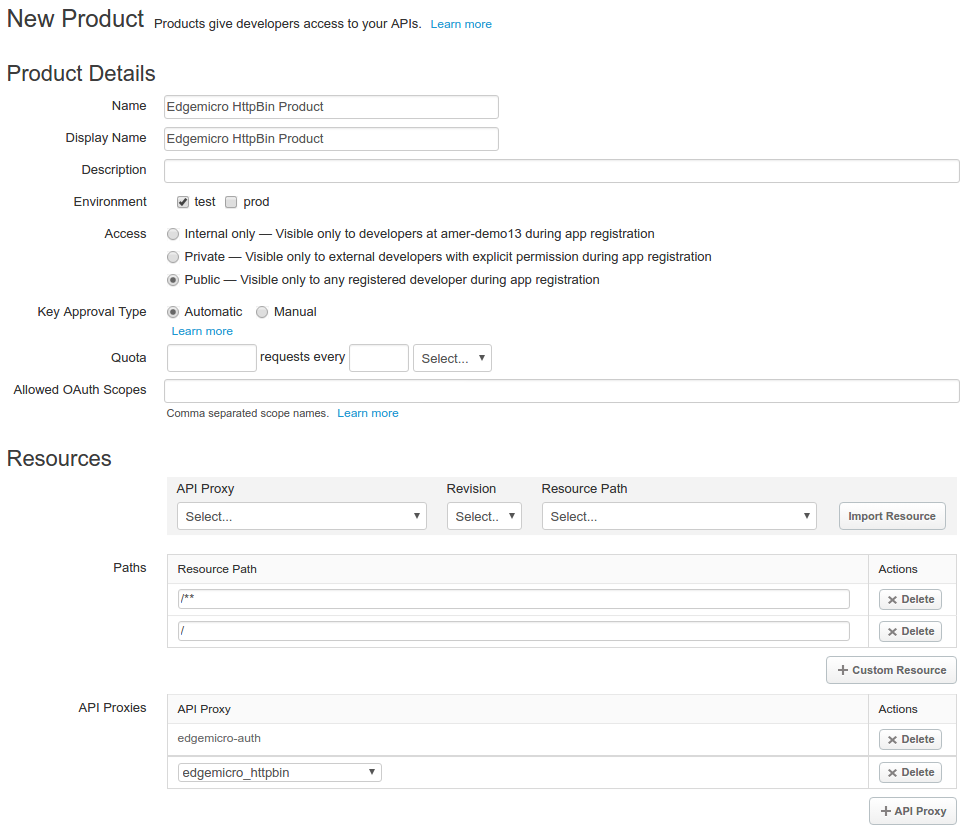 New Product Products give developers access to your APIs. Learn more
Product Details
Name Edgemicro HttpBin Product
Display Name Edgemicro HttpBin Product
Description
Environment test prod
Access Internal only — Visible only to developers at amer-demo13 during app registration
Private — Visible only to external developers with explicit permission during app registration
Public — Visible only to any registered developer during app registration
Key Approval Type Automatic Manual
Learn more
Quota requests every Select...
Allowed OAuth Scopes
Comma separated scope names. Learn more
Resources
API Proxy Revision Resource Path
Select... Select.. Select... Import Resource
Paths Resource Path Actions
/** Delete
/ Delete
+ Custom Resource
API Proxies API Proxy Actions
edgemicro-auth Delete
edgemicro_httpbin Delete
+ API Proxy